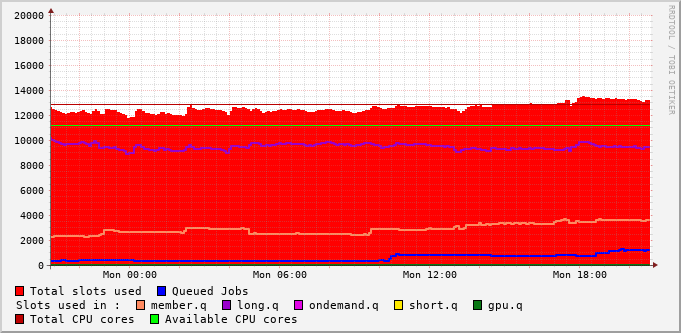 20000
18000
16000
14000
12000
10000
8000
6000
4000
2000
0
Mon 00:00 Mon 06:00 Mon 12:00 Mon 18:00
RRDTOOL / TOBI OETIKER
Total slots used Queued Jobs
Slots used in : member.q long.q ondemand.q short.q gpu.q
Total CPU cores Available CPU cores